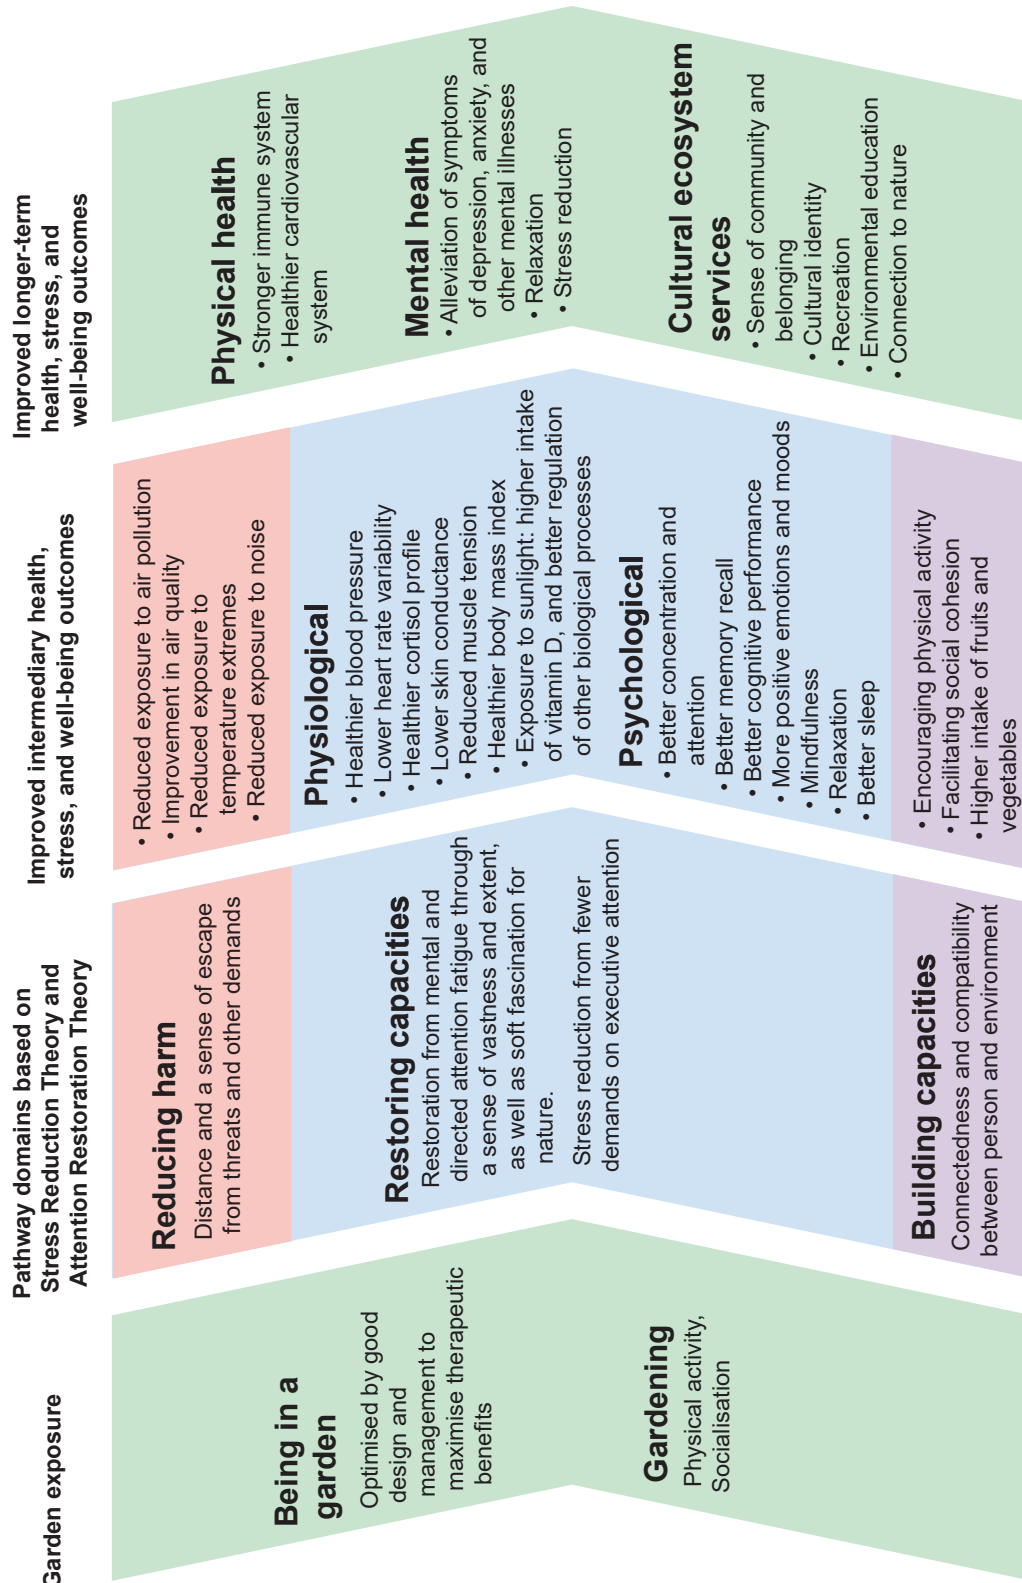 Garden exposure
Being in a
garden
Optimised by good
design and
management to
maximise therapeutic
benefits
Gardening
Physical activity,
Socialisation
Pathway domains based on
Stress Reduction Theory and
Attention Restoration Theory
Reducing harm
Distance and a sense of escape
from threats and other demands
Restoring capacities
Restoration from mental and
directed attention fatigue through
a sense of vastness and extent,
as well as soft fascination for
nature.
Stress reduction from fewer
demands on executive attention
Building capacities
Connectedness and compatibility
between person and environment
Improved intermediary health,
stress, and well-being outcomes
• Reduced exposure to air pollution
• Improvement in air quality
• Reduced exposure to
temperature extremes
• Reduced exposure to noise
Physiological
• Healthier blood pressure
• Lower heart rate variability
• Healthier cortisol profile
• Lower skin conductance
• Reduced muscle tension
• Healthier body mass index
• Exposure to sunlight: higher intake
of vitamin D, and better regulation
of other biological processes
Psychological
• Better concentration and
attention
• Better memory recall
• Better cognitive performance
• More positive emotions and moods
• Mindfulness
• Relaxation
• Better sleep
• Encouraging physical activity
• Facilitating social cohesion
• Higher intake of fruits and
vegetables
Improved longer-term
health, stress, and
well-being outcomes
Physical health
• Stronger immune system
• Healthier cardiovascular
system
Mental health
• Alleviation of symptoms
of depression, anxiety, and
other mental illnesses
• Relaxation
• Stress reduction
Cultural ecosystem
services
• Sense of community and
belonging
• Cultural identity
• Recreation
• Environmental education
• Connection to nature